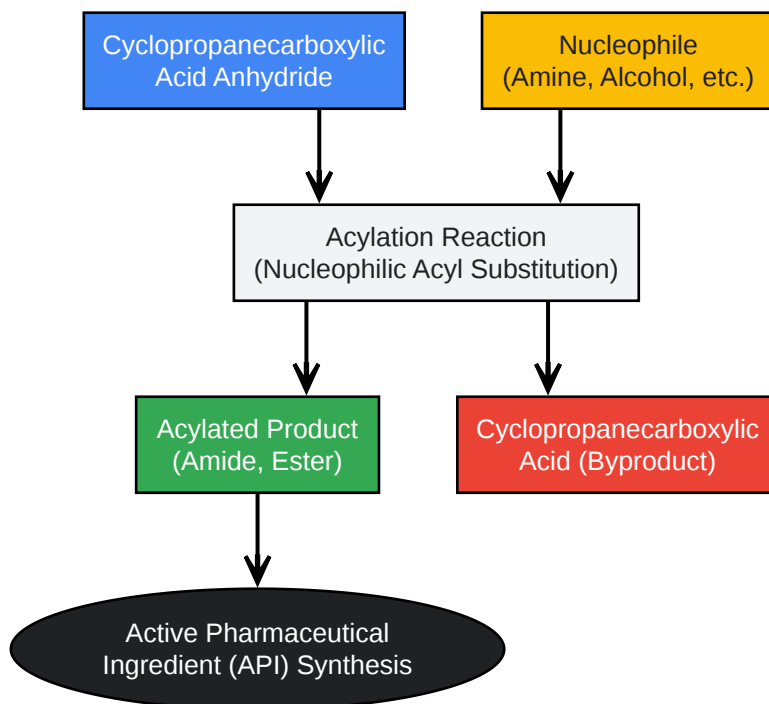 Cyclopropanecarboxylic
Acid Anhydride
Nucleophile
(Amine, Alcohol, etc.)
Acylation Reaction
(Nucleophilic Acyl Substitution)
Acylated Product
(Amide, Ester)
Cyclopropanecarboxylic
Acid (Byproduct)
Active Pharmaceutical
Ingredient (API) Synthesis